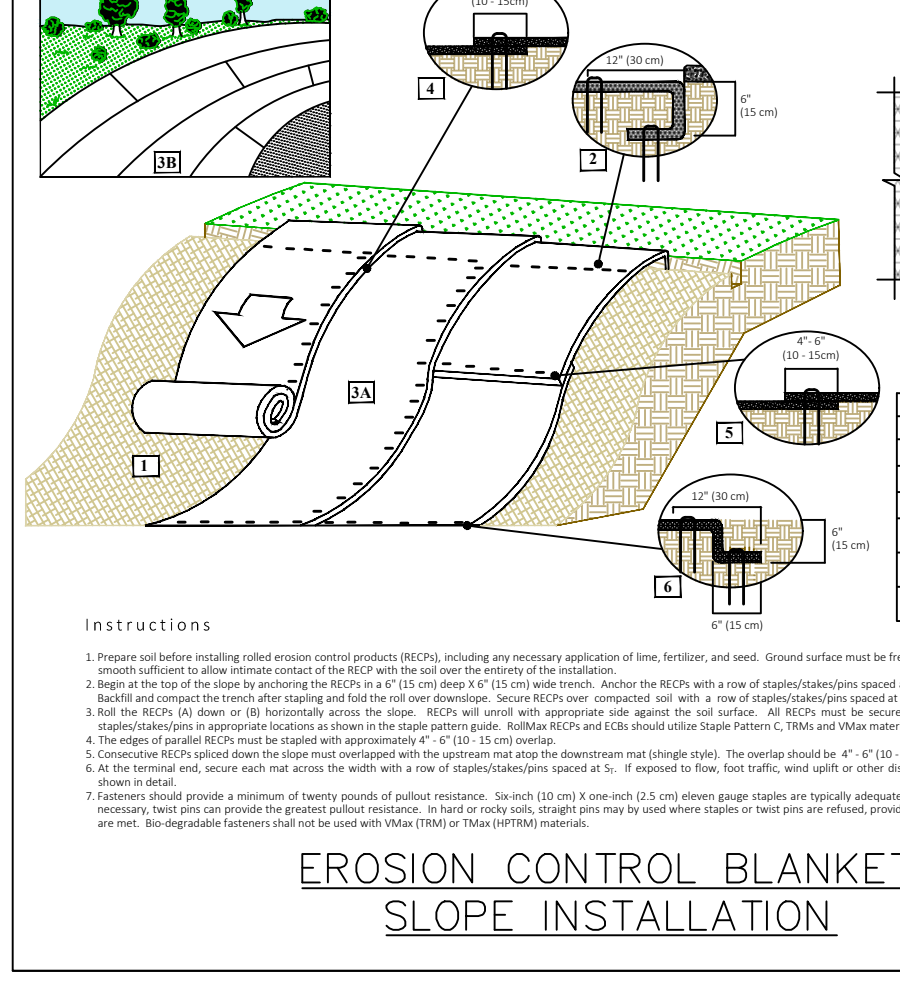 (10 - 15cm)
4
12" (30 cm)
6"
(15 cm)
2
3B
3A
1
4"- 6"
(10 - 15cm)
5
12" (30 cm)
6"
(15 cm)
6
6" (15 cm)
Instructions
1. Prepare soil before installing rolled erosion control products (RECPs), including any necessary application of lime, fertilizer, and seed. Ground surface must be
smooth sufficient to allow intimate contact of the RECP with the soil over the entirety of the installation.
2. Begin at the top of the slope by anchoring the RECPs in a 6" (15 cm) deep X 6" (15 cm) wide trench. Anchor the RECPs with a row of staples/stakes/pins spaced
Backfill and compact the trench after stapling and fold the roll over downslope. Secure RECPs over compacted soil with a row of staples/stakes/pins spaced at
3. Roll the RECPs (A) down or (B) horizontally across the slope. RECPs will unroll with appropriate side against the soil surface. All RECPs must be secure
staples/stakes/pins in appropriate locations as shown in the staple pattern guide. RollMax RECPs and ECBs should utilize Staple Pattern C, TRMs and VMax
4. The edges of parallel RECPs must be stapled with approximately 4" - 6" (10 - 15 cm) overlap.
5. Consecutive RECPs spliced down the slope must overlapped with the upstream mat atop the downstream mat (shingle style). The overlap should be 4" - 6" (10 -
6. At the terminal end, secure each mat across the width with a row of staples/stakes/pins spaced at ST. If exposed to flow, foot traffic, wind uplift or other
shown in detail.
7. Fasteners should provide a minimum of twenty pounds of pullout resistance. Six-inch (10 cm) X one-inch (2.5 cm) eleven gauge staples are typically adequate
necessary, twist pins can provide the greatest pullout resistance. In hard or rocky soils, straight pins may by used where staples or twist pins are refused,
are met. Bio-degradable fasteners shall not be used with VMax (TRM) or TMax (HPTRM) materials.
EROSION CONTROL BLANKET
SLOPE INSTALLATION